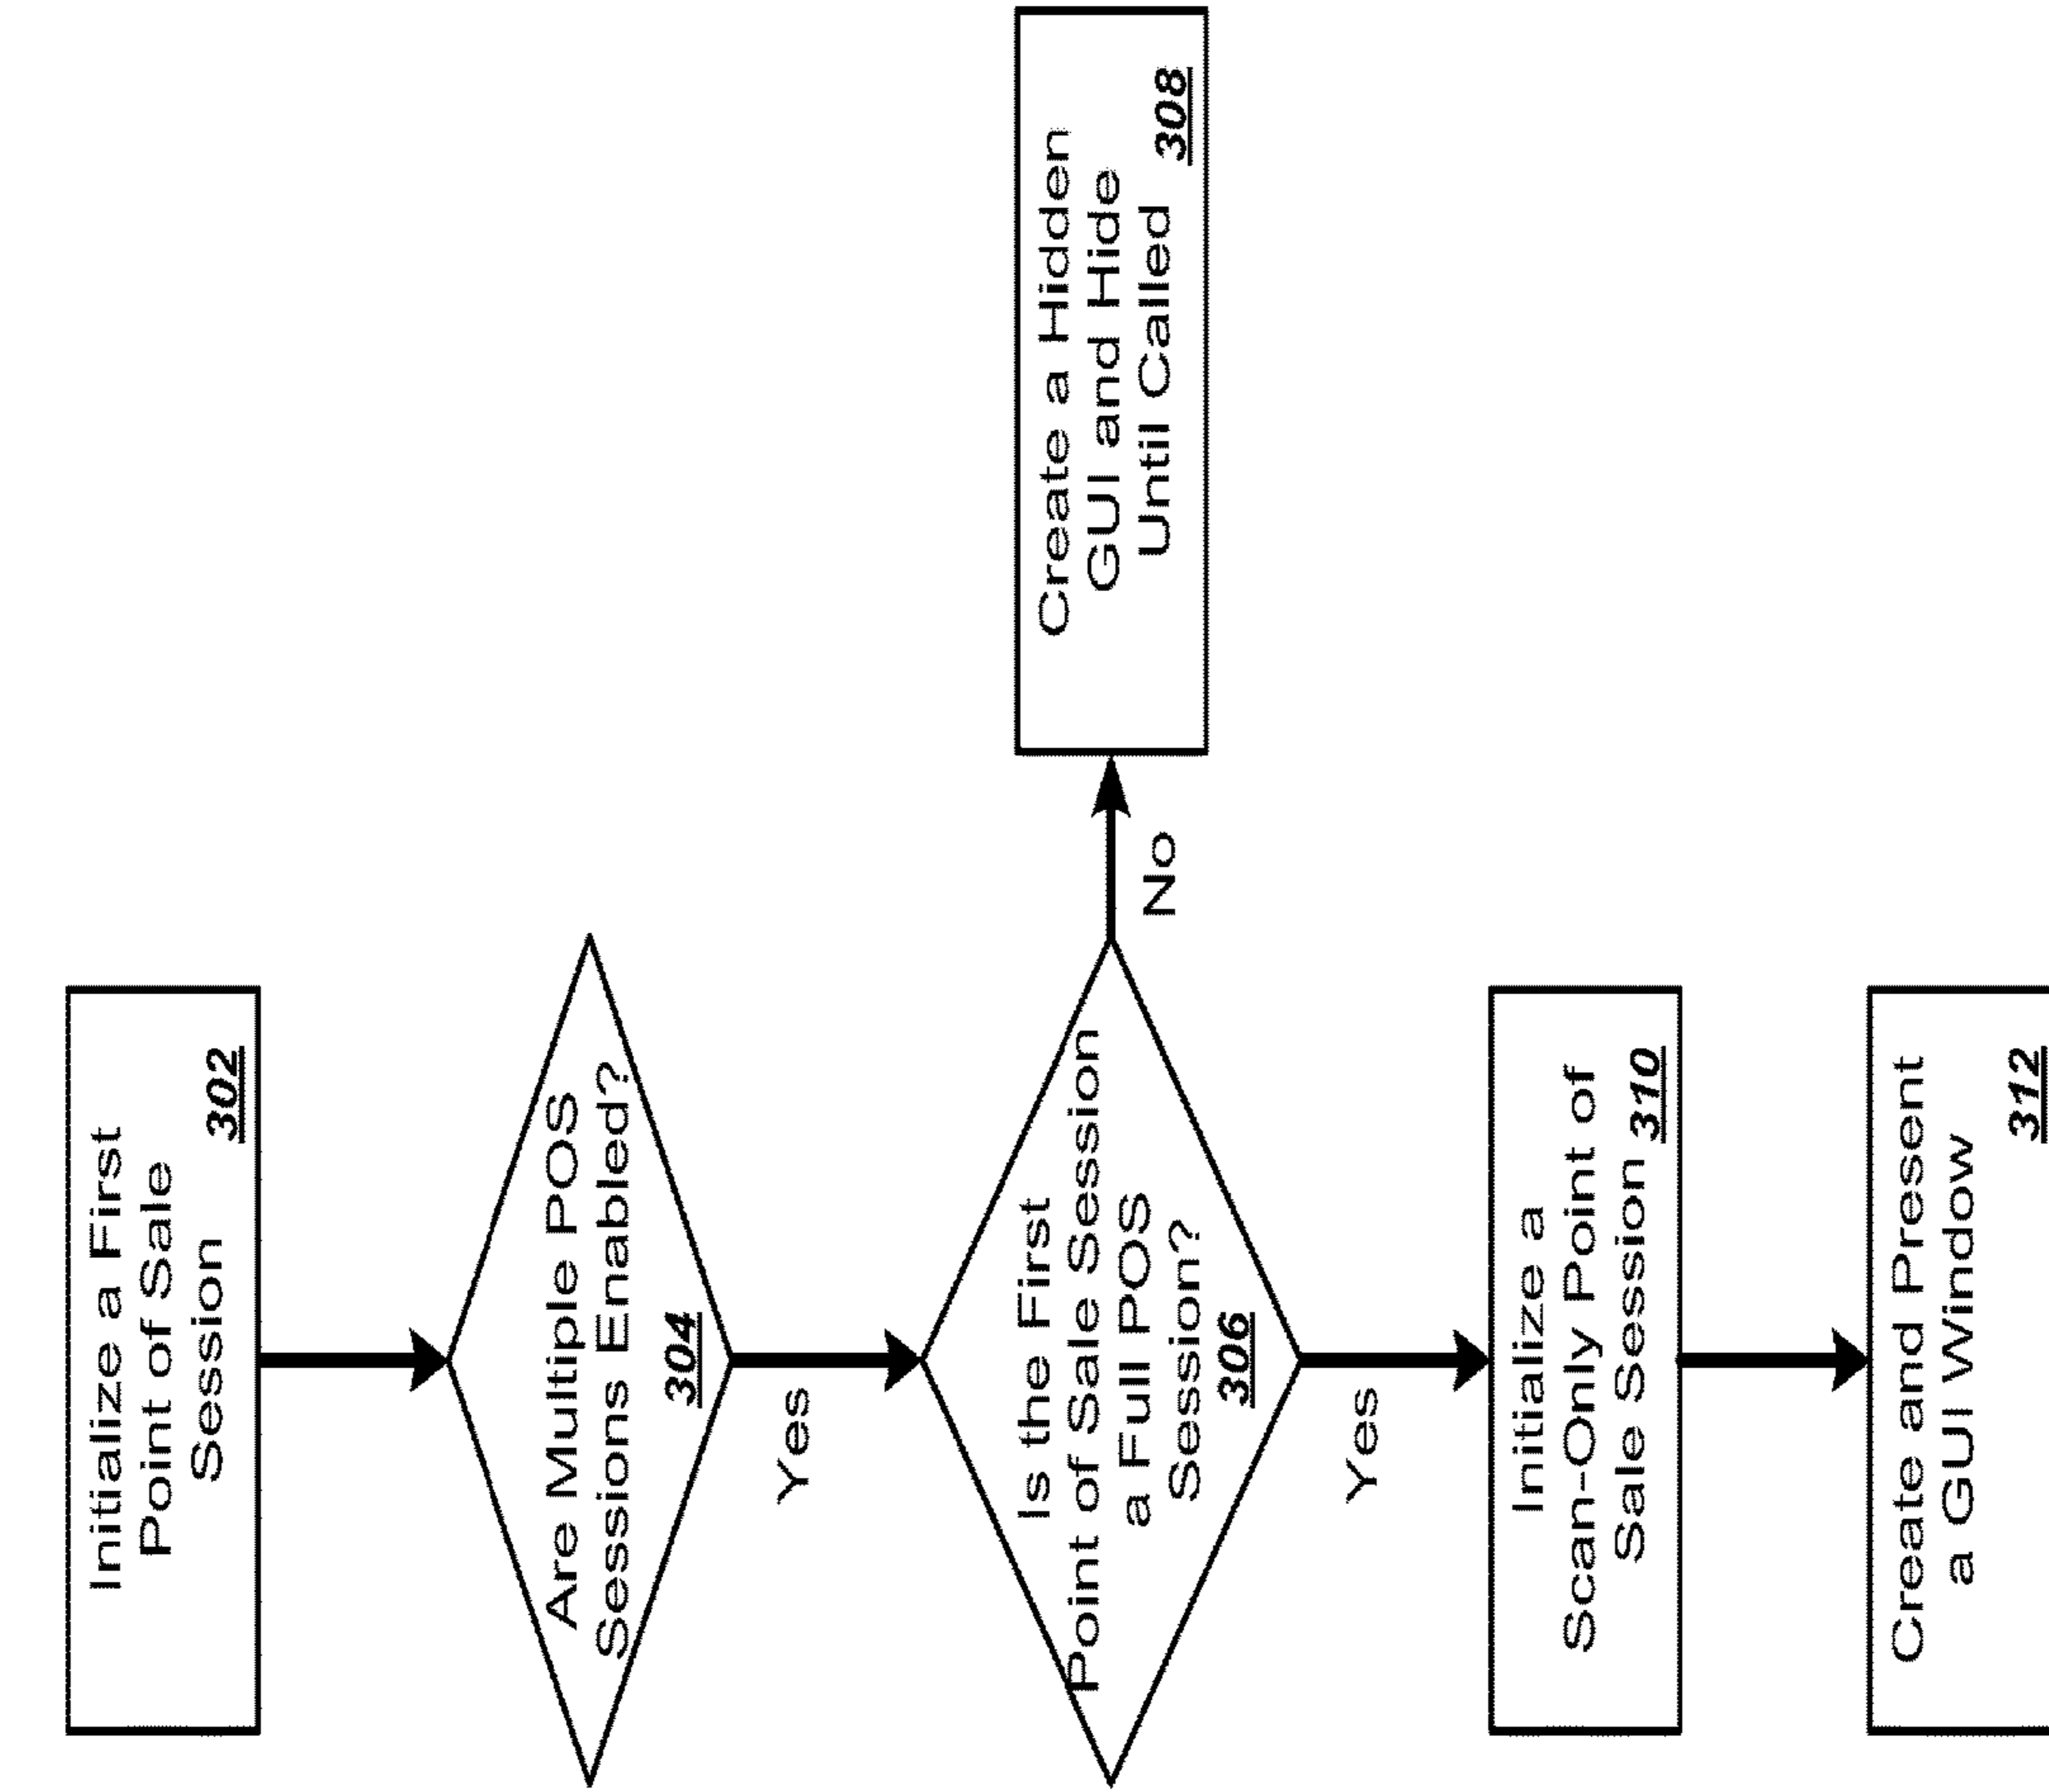 Initialize a First
Point of Sale
Session
302
Are Multiple POS
Sessions Enabled?
304
Yes
Is the First
Point of Sale Session
a Full POS
Session?
306
No
Create a Hidden
GUI and Hide
Until Called
308
Yes
Initialize a
Scan-Only Point of
Sale Session 310
Create and Present
a GUI Window
312